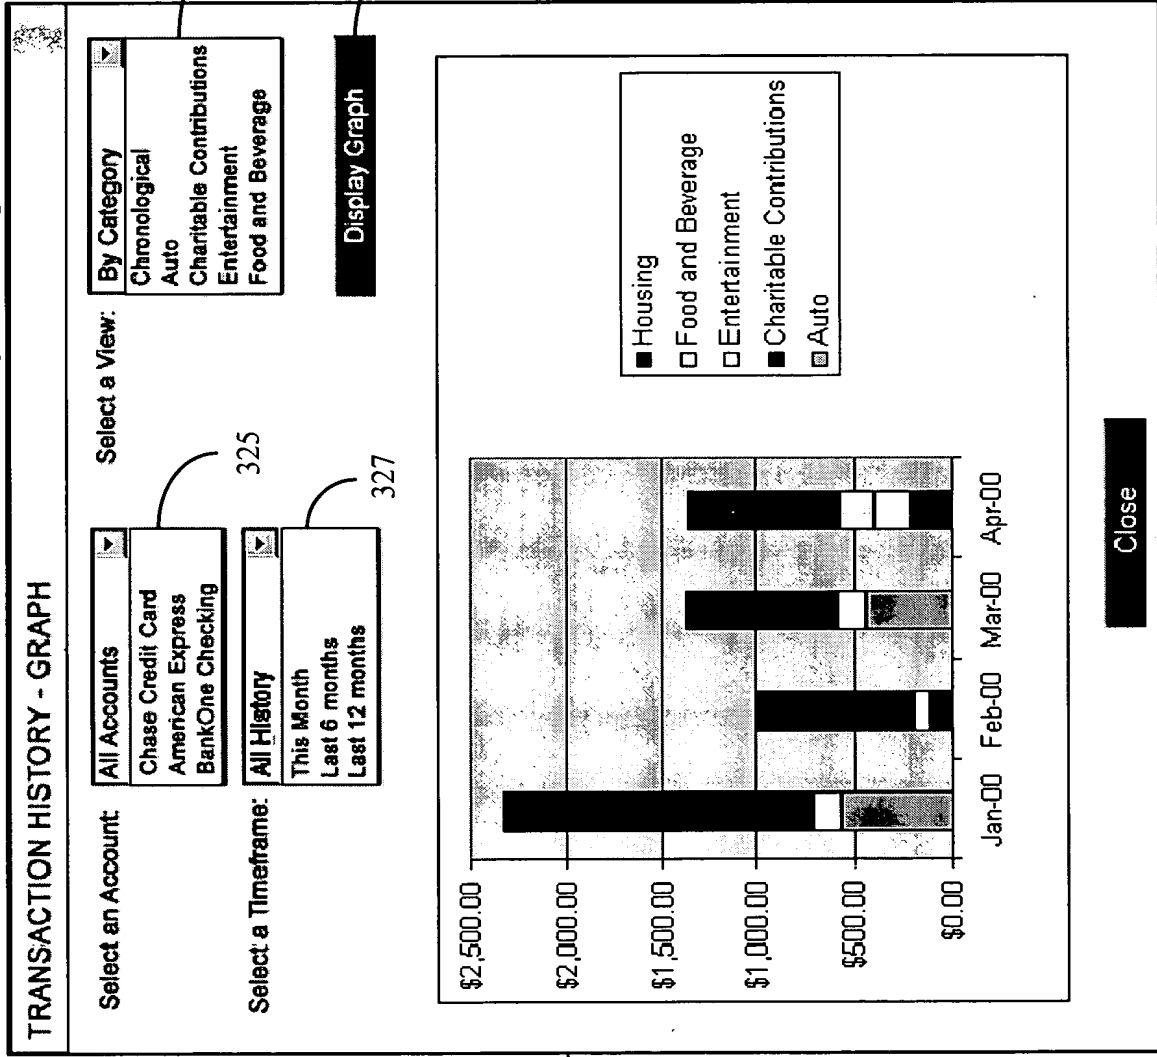 TRANSACTION HISTORY - GRAPH
Select an Account:
All Accounts
Chase Credit Card
American Express
BankOne Checking
325
Select a View:
By Category
Chronological
Auto
Charitable Contributions
Entertainment
Food and Beverage
Select a Timeframe:
All History
This Month
Last 6 months
Last 12 months
327
Display Graph
$2,500.00
$2,000.00
$1,500.00
$1,000.00
$500.00
$0.00
Jan-00 Feb-00 Mar-00 Apr-00
Housing
Food and Beverage
Entertainment
Charitable Contributions
Auto
Close